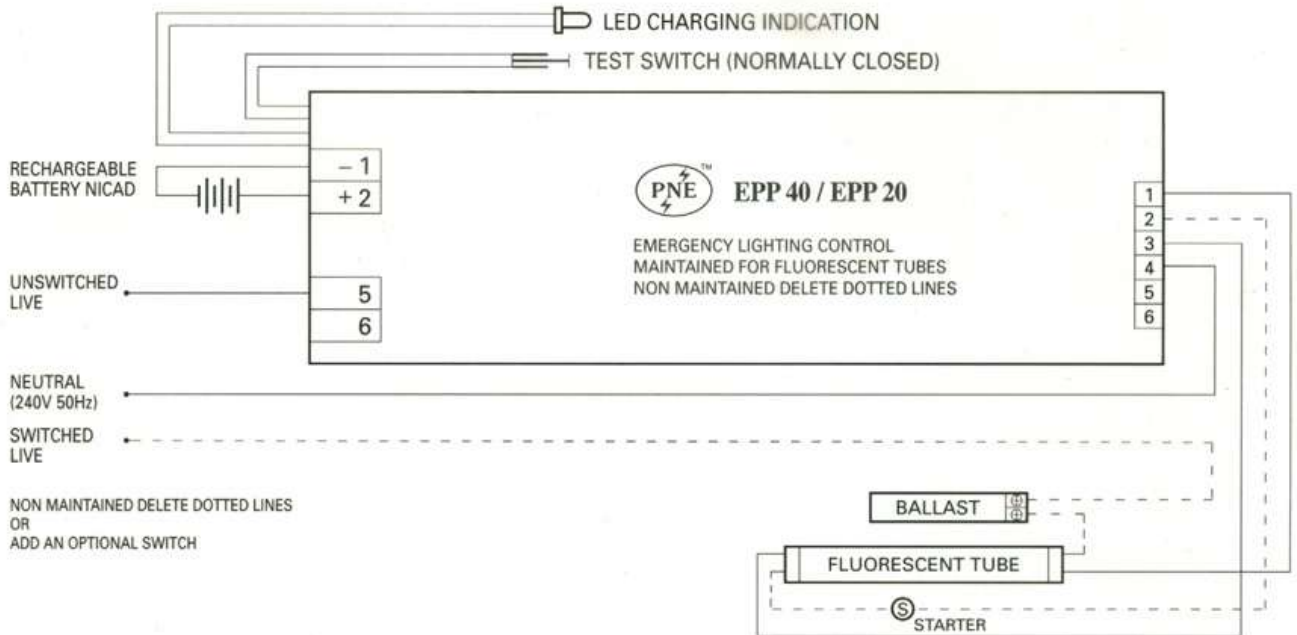 LED CHARGING INDICATION
TEST SWITCH (NORMALLY CLOSED)
RECHARGEABLE
BATTERY NICAD
– 1
+ 2
PNE™ EPP 40 / EPP 20
EMERGENCY LIGHTING CONTROL
MAINTAINED FOR FLUORESCENT TUBES
NON MAINTAINED DELETE DOTTED LINES
1
2
3
4
5
6
UNSWITCHED
LIVE
5
6
NEUTRAL
(240V 50Hz)
SWITCHED
LIVE
NON MAINTAINED DELETE DOTTED LINES
OR
ADD AN OPTIONAL SWITCH
BALLAST
FLUORESCENT TUBE
S
STARTER